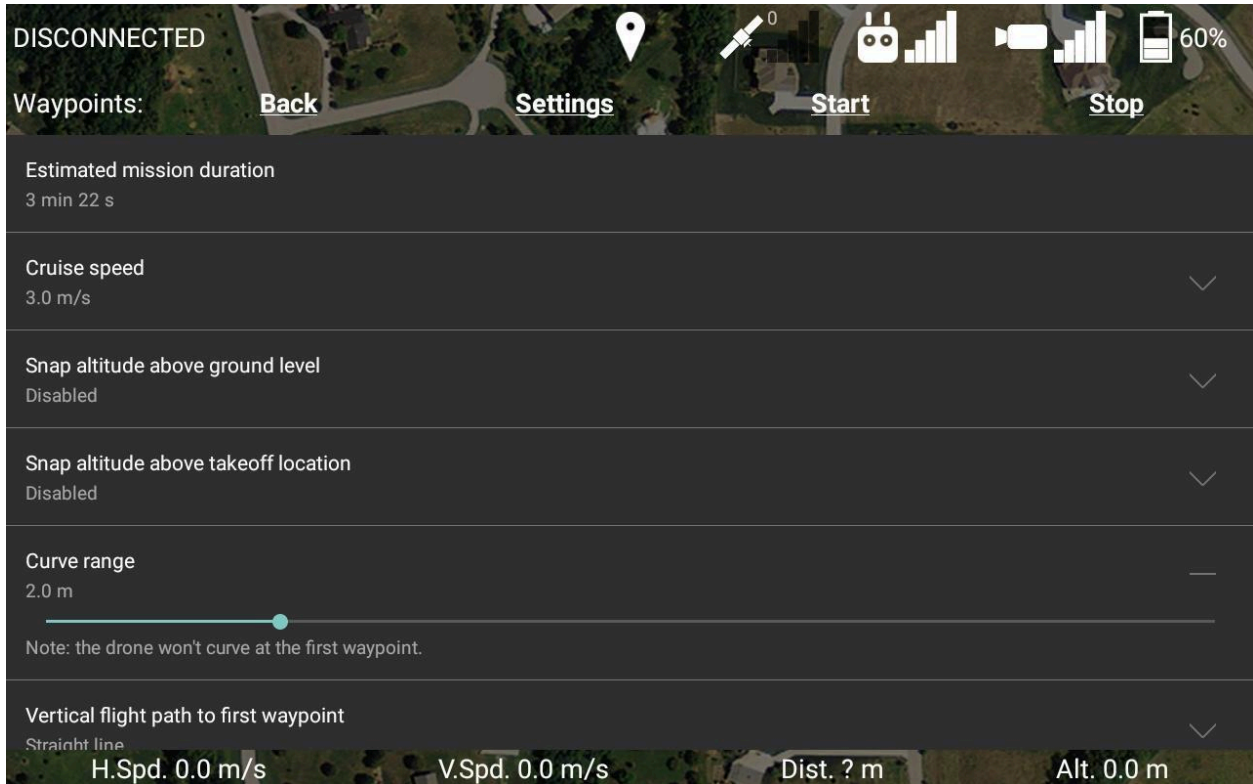 DISCONNECTED
0
60%
Waypoints: Back Settings Start Stop
Estimated mission duration
3 min 22 s
Cruise speed
3.0 m/s
Snap altitude above ground level
Disabled
Snap altitude above takeoff location
Disabled
Curve range
2.0 m
Note: the drone won't curve at the first waypoint.
Vertical flight path to first waypoint
Straight line
H.Spd. 0.0 m/s V.Spd. 0.0 m/s Dist. ? m Alt. 0.0 m